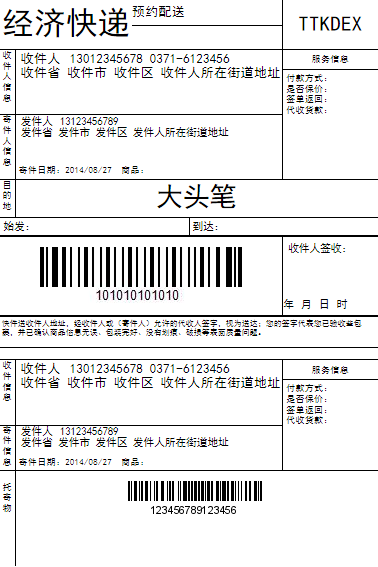 经济快递 预约配送
TTKDEX
收件人信息
收件人 13012345678 0371-6123456
收件省 收件市 收件区 收件人所在街道地址
服务信息
付款方式:
是否保价:
签单返回:
代收货款:
寄件人信息
发件人 13123456789
发件省 发件市 发件区 发件人所在街道地址
寄件日期: 2014/08/27 商品:
目的地
大头笔
始发:
到达:
101010101010
收件人签收:
年 月 日 时
快件送收件人地址，经收件人或（寄件人）允许的代收人签字，视为送达；您的签字代表您已验收些包
裹，并已确认商品信息无误、包装完好、没有划痕、破损等表面质量问题。
收件信息
收件人 13012345678 0371-6123456
收件省 收件市 收件区 收件人所在街道地址
服务信息
付款方式:
是否保价:
签单返回:
代收货款:
寄件信息
发件人 13123456789
发件省 发件市 发件区 发件人所在街道地址
寄件日期: 2014/08/27 商品:
托寄物
123456789123456